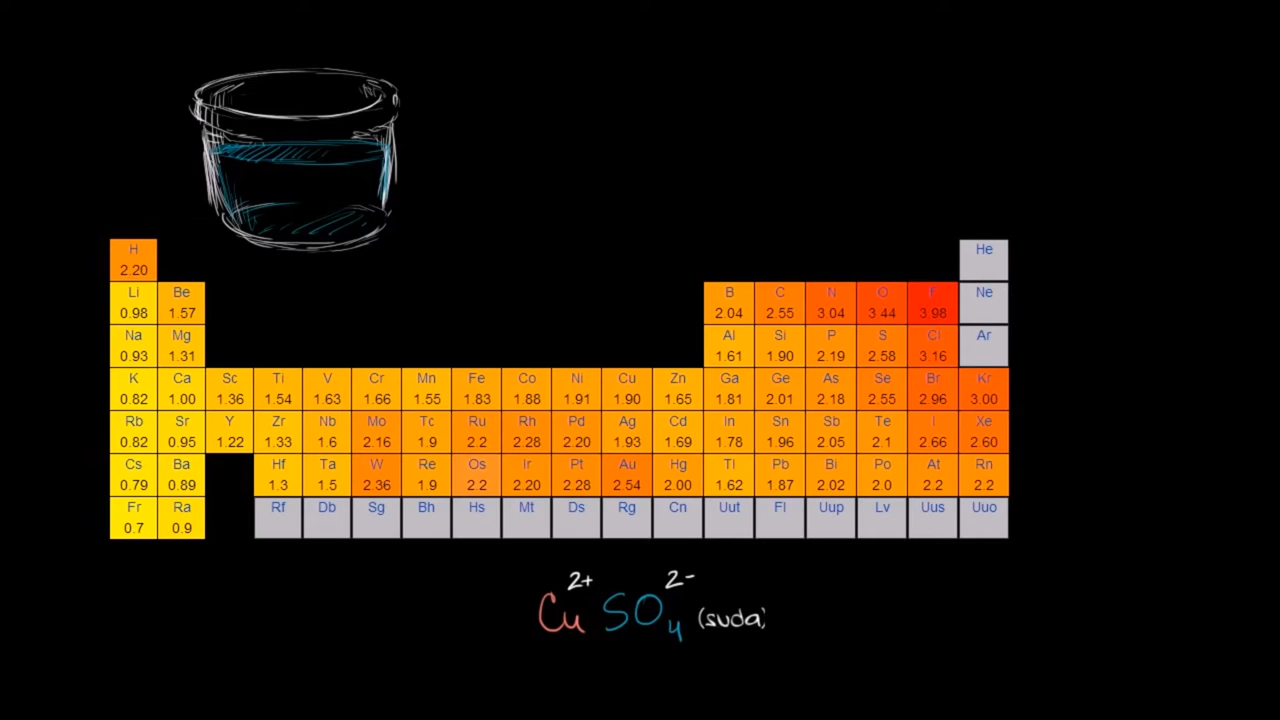 H He
2.20
Li Be B C N O F Ne
0.98 1.57 2.04 2.55 3.04 3.44 3.98
Na Mg Al Si P S Cl Ar
0.93 1.31 1.61 1.90 2.19 2.58 3.16
K Ca Sc Ti V Cr Mn Fe Co Ni Cu Zn Ga Ge As Se Br Kr
0.82 1.00 1.36 1.54 1.63 1.66 1.55 1.83 1.88 1.91 1.90 1.65 1.81 2.01 2.18 2.55 2.96 3.00
Rb Sr Y Zr Nb Mo Tc Ru Rh Pd Ag Cd In Sn Sb Te I Xe
0.82 0.95 1.22 1.33 1.6 2.16 1.9 2.2 2.28 2.20 1.93 1.69 1.78 1.96 2.05 2.1 2.66 2.60
Cs Ba Hf Ta W Re Os Ir Pt Au Hg Tl Pb Bi Po At Rn
0.79 0.89 1.3 1.5 2.36 1.9 2.2 2.20 2.28 2.54 2.00 1.62 1.87 2.02 2.0 2.2 2.2
Fr Ra Rf Db Sg Bh Hs Mt Ds Rg Cn Uut Fl Uup Lv Uus Uuo
0.7 0.9
Cu²⁺ SO₄²⁻ (suda)